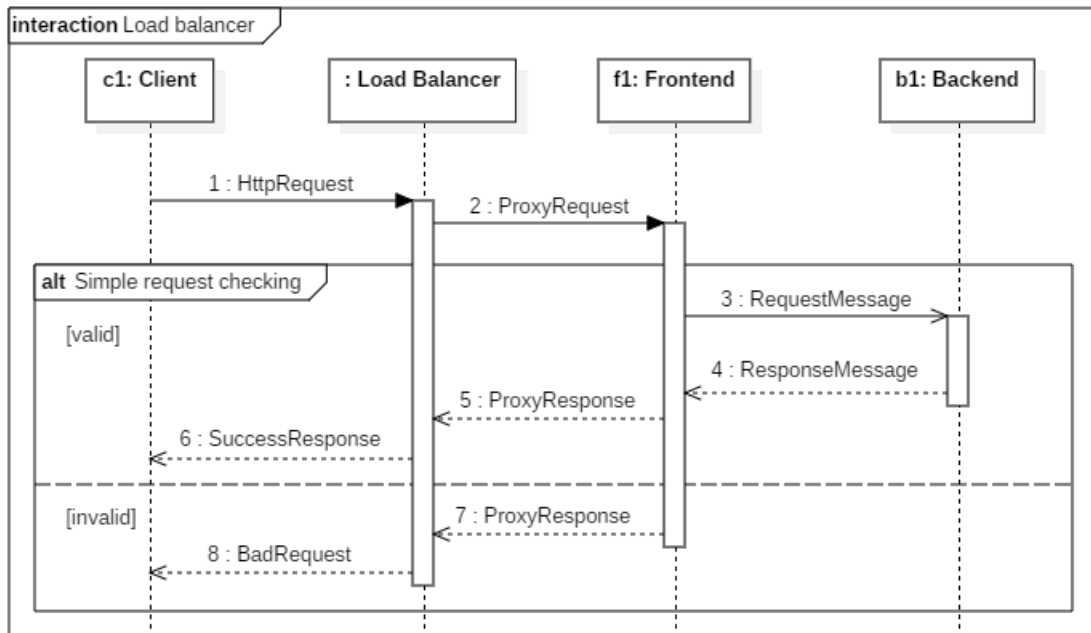 interaction Load balancer
c1: Client
: Load Balancer
f1: Frontend
b1: Backend
1 : HttpRequest
2 : ProxyRequest
alt Simple request checking
3 : RequestMessage
[valid]
4 : ResponseMessage
5 : ProxyResponse
6 : SuccessResponse
[invalid]
7 : ProxyResponse
8 : BadRequest